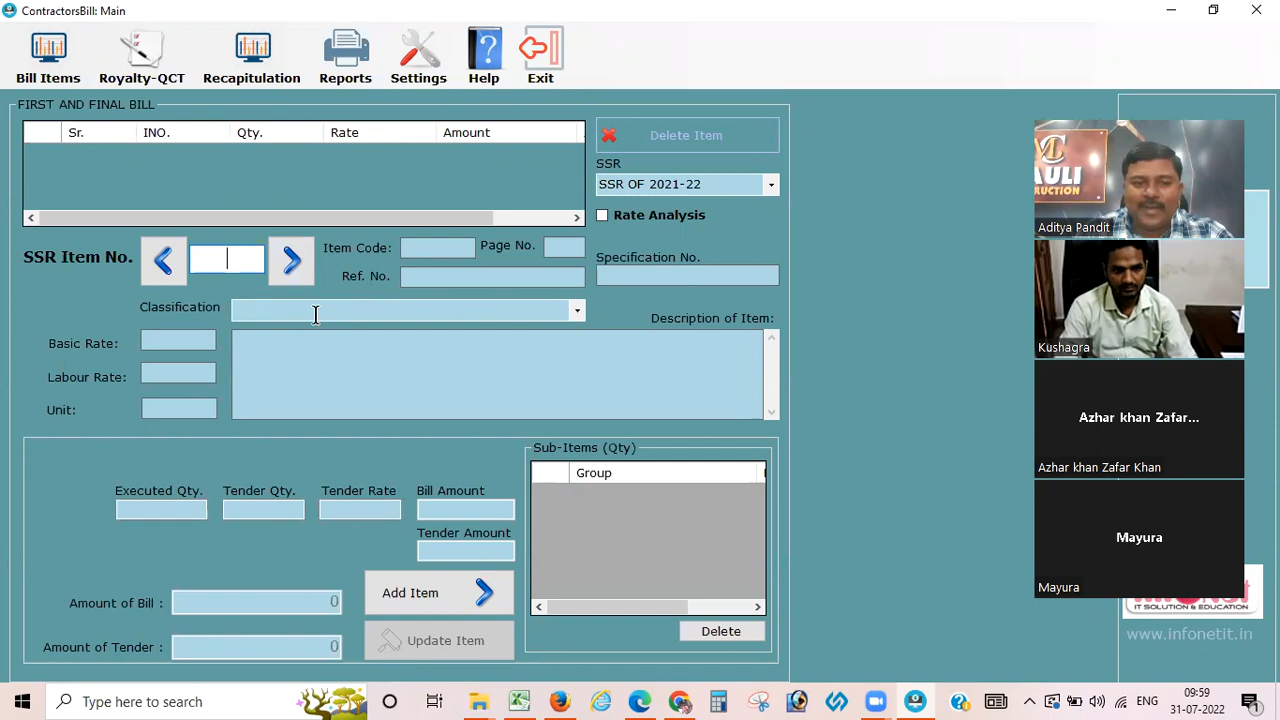 ContractorsBill: Main
Bill Items
Royalty-QCT
Recapitulation
Reports
Settings
Help
Exit
FIRST AND FINAL BILL
Sr. INO. Qty. Rate Amount
Delete Item
SSR
SSR OF 2021-22
Rate Analysis
SSR Item No.
Item Code:
Page No.
Ref. No.
Specification No.
Classification
Description of Item:
Basic Rate:
Labour Rate:
Unit:
Sub-Items (Qty)
Group
Executed Qty. Tender Qty. Tender Rate Bill Amount
Tender Amount
Amount of Bill : 0
Add Item
Amount of Tender : 0
Update Item
Delete
AULI
RUCTION
Aditya Pandit
Kushagra
Azhar khan Zafar...
Azhar khan Zafar Khan
Mayura
Mayura
IT SOLUTION & EDUCATION
www.infonetit.in
Type here to search
ENG
09:59
31-07-2022
1